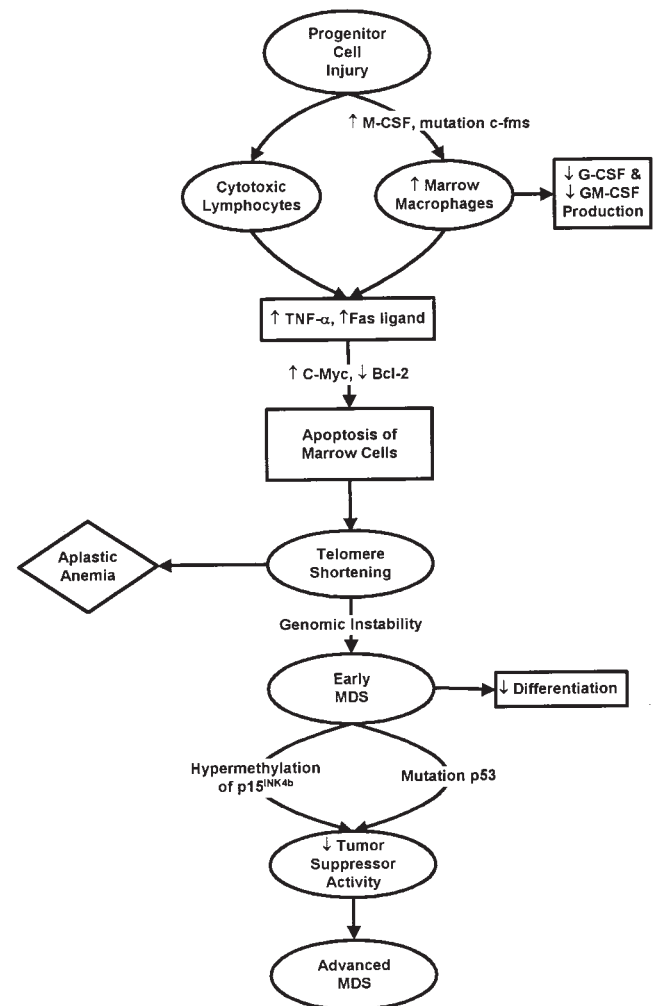 Progenitor
Cell
Injury
↑ M-CSF, mutation c-fms
Cytotoxic
Lymphocytes
↑ Marrow
Macrophages
↓ G-CSF &
↓ GM-CSF
Production
↑ TNF-α, ↑Fas ligand
↑ C-Myc, ↓ Bcl-2
Apoptosis of
Marrow Cells
Aplastic
Anemia
Telomere
Shortening
Genomic Instability
Early
MDS
↓ Differentiation
Hypermethylation
of p15INK4b
Mutation p53
↓ Tumor
Suppressor
Activity
Advanced
MDS